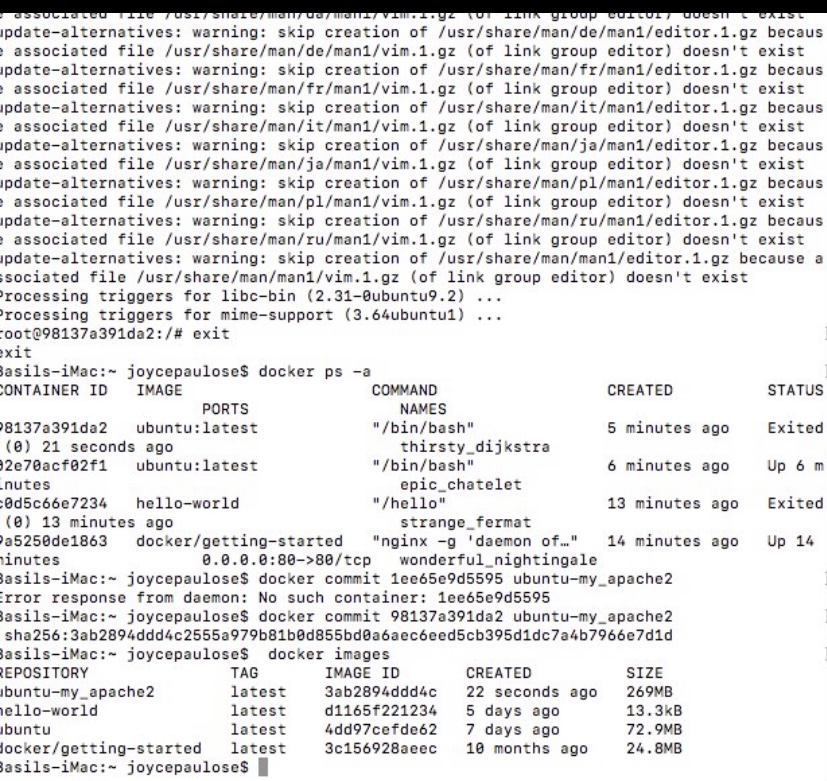 associated file /usr/share/man/da/man1/vim.1.gz (of link group editor) doesn't exist
update-alternatives: warning: skip creation of /usr/share/man/de/man1/editor.1.gz becaus
e associated file /usr/share/man/de/man1/vim.1.gz (of link group editor) doesn't exist
update-alternatives: warning: skip creation of /usr/share/man/fr/man1/editor.1.gz becaus
e associated file /usr/share/man/fr/man1/vim.1.gz (of link group editor) doesn't exist
update-alternatives: warning: skip creation of /usr/share/man/it/man1/editor.1.gz becaus
e associated file /usr/share/man/it/man1/vim.1.gz (of link group editor) doesn't exist
update-alternatives: warning: skip creation of /usr/share/man/ja/man1/editor.1.gz becaus
e associated file /usr/share/man/ja/man1/vim.1.gz (of link group editor) doesn't exist
update-alternatives: warning: skip creation of /usr/share/man/pl/man1/editor.1.gz becaus
e associated file /usr/share/man/pl/man1/vim.1.gz (of link group editor) doesn't exist
update-alternatives: warning: skip creation of /usr/share/man/ru/man1/editor.1.gz becaus
e associated file /usr/share/man/ru/man1/vim.1.gz (of link group editor) doesn't exist
update-alternatives: warning: skip creation of /usr/share/man/man1/editor.1.gz because a
ssociated file /usr/share/man/man1/vim.1.gz (of link group editor) doesn't exist
Processing triggers for libc-bin (2.31-0ubuntu9.2) ...
Processing triggers for mime-support (3.64ubuntu1) ...
root@98137a391da2:/# exit
exit
Basils-iMac:~ joycepaulose$ docker ps -a
CONTAINER ID   IMAGE                    COMMAND                  CREATED          STATUS
PORTS                NAMES
98137a391da2   ubuntu:latest            "/bin/bash"              5 minutes ago    Exited
(0) 21 seconds ago                      thirsty_dijkstra
02e70acf02f1   ubuntu:latest            "/bin/bash"              6 minutes ago    Up 6 m
inutes                                  epic_chatelet
c0d5c66e7234   hello-world              "/hello"                 13 minutes ago   Exited
(0) 13 minutes ago                      strange_fermat
9a5250de1863   docker/getting-started   "nginx -g 'daemon of…"   14 minutes ago   Up 14
minutes           0.0.0.0:80->80/tcp   wonderful_nightingale
Basils-iMac:~ joycepaulose$ docker commit 1ee65e9d5595 ubuntu-my_apache2
Error response from daemon: No such container: 1ee65e9d5595
Basils-iMac:~ joycepaulose$ docker commit 98137a391da2 ubuntu-my_apache2
sha256:3ab2894ddd4c2555a979b81b0d855bd0a6aec6eed5cb395d1dc7a4b7966e7d1d
Basils-iMac:~ joycepaulose$  docker images
REPOSITORY               TAG       IMAGE ID       CREATED          SIZE
ubuntu-my_apache2        latest    3ab2894ddd4c   22 seconds ago   269MB
hello-world              latest    d1165f221234   5 days ago       13.3kB
ubuntu                   latest    4dd97cefde62   7 days ago       72.9MB
docker/getting-started   latest    3c156928aeec   10 months ago    24.8MB
Basils-iMac:~ joycepaulose$